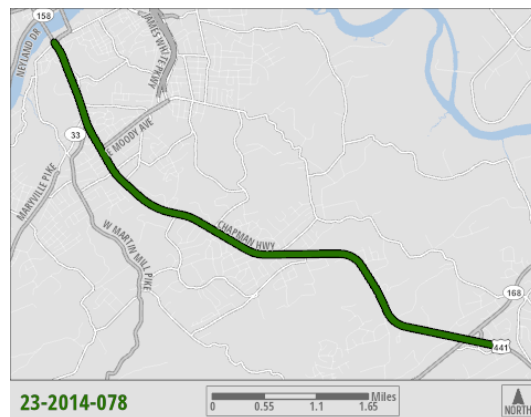 158
NEYLAND DR
JAMES WHITE PKWY
33
E MOODY AVE
MARYVILLE PIKE
W MARTIN MILL PIKE
CHAPMAN HWY
168
441
23-2014-078
Miles
0 0.55 1.1 1.65
NORTH